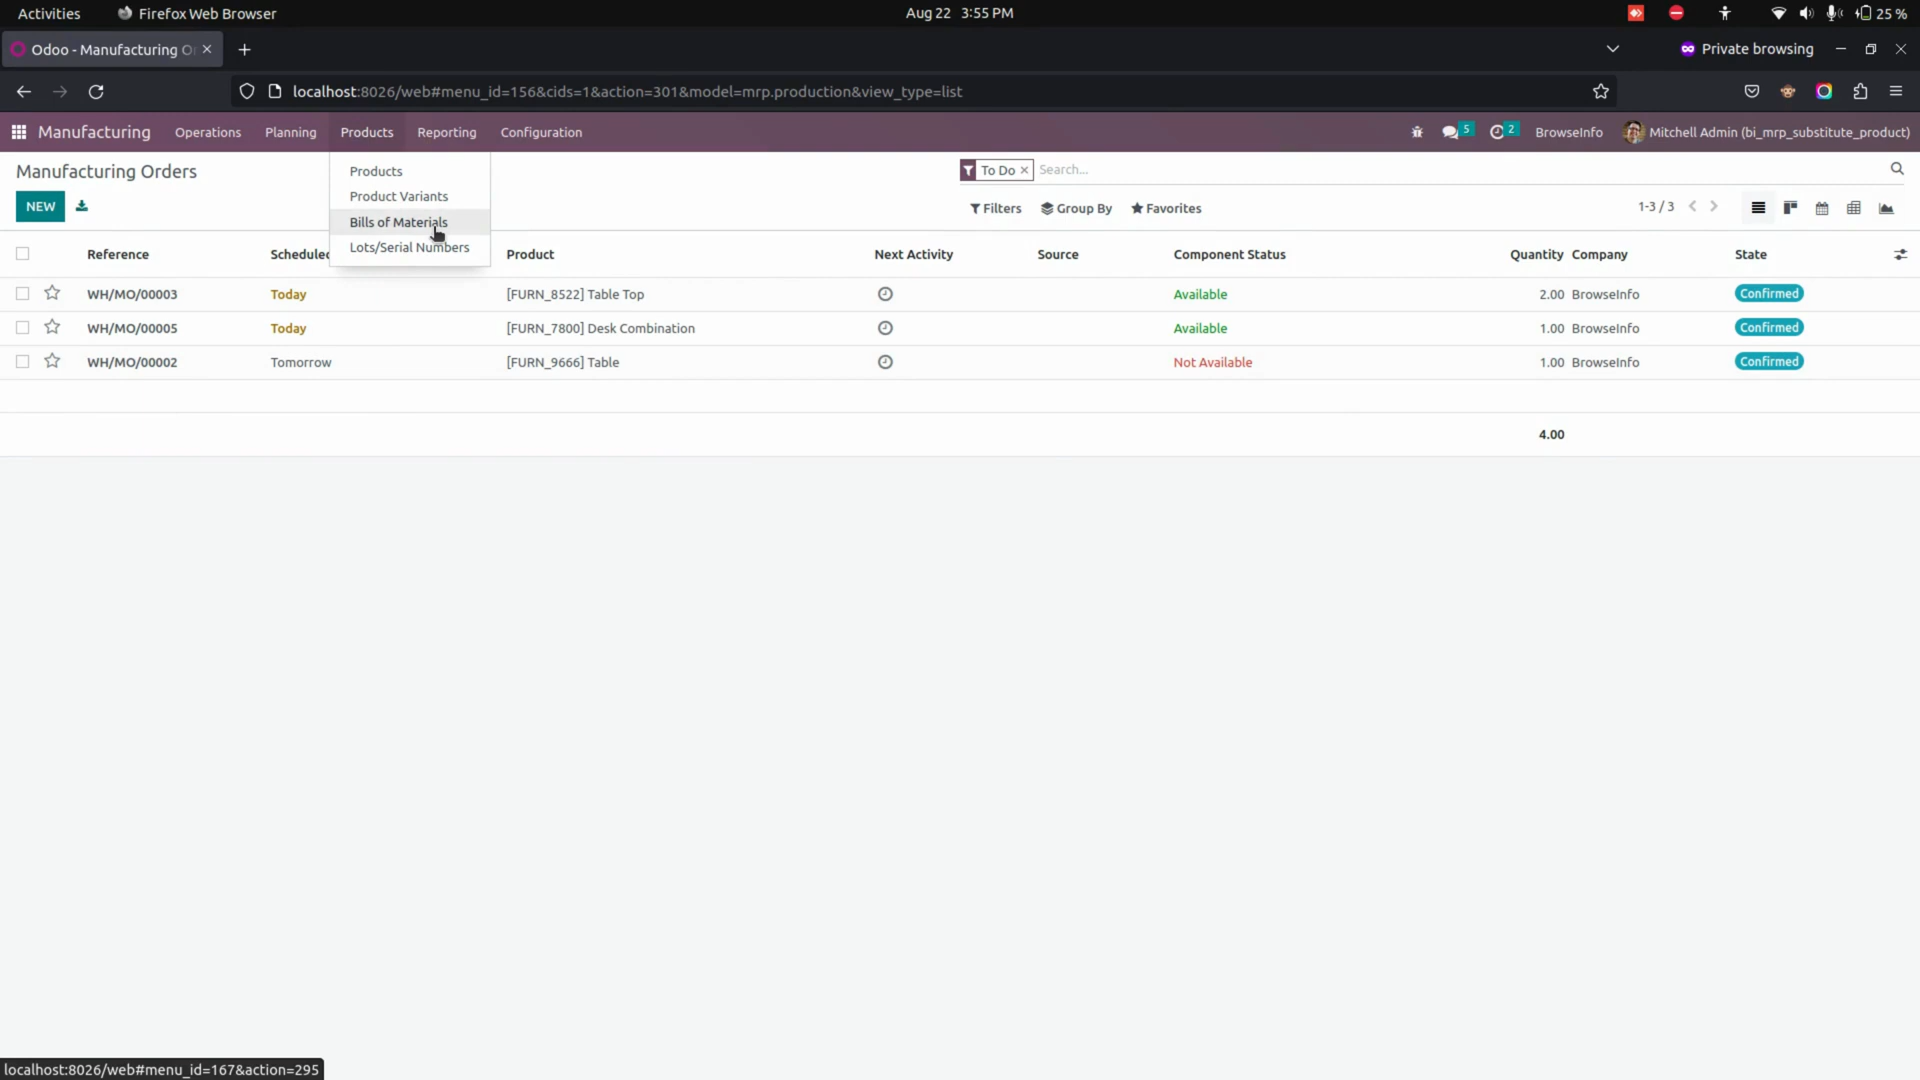 Activities Firefox Web Browser Aug 22 3:55 PM 25 %
Odoo - Manufacturing O Private browsing
localhost:8026/web#menu_id=156&cids=1&action=301&model=mrp.production&view_type=list
Manufacturing Operations Planning Products Reporting Configuration 5 2 BrowseInfo Mitchell Admin (bi_mrp_substitute_product)
Manufacturing Orders To Do Search...
NEW Filters Group By Favorites 1-3 / 3
Products
Product Variants
Bills of Materials
Lots/Serial Numbers
Reference Scheduled Product Next Activity Source Component Status Quantity Company State
WH/MO/00003 Today [FURN_8522] Table Top Available 2.00 BrowseInfo Confirmed
WH/MO/00005 Today [FURN_7800] Desk Combination Available 1.00 BrowseInfo Confirmed
WH/MO/00002 Tomorrow [FURN_9666] Table Not Available 1.00 BrowseInfo Confirmed
4.00
localhost:8026/web#menu_id=167&action=295